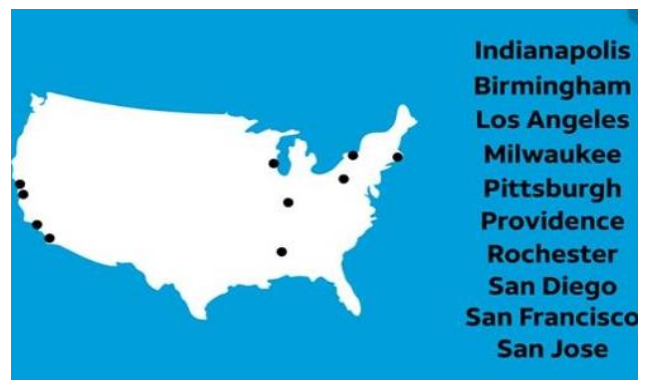 Indianapolis
Birmingham
Los Angeles
Milwaukee
Pittsburgh
Providence
Rochester
San Diego
San Francisco
San Jose